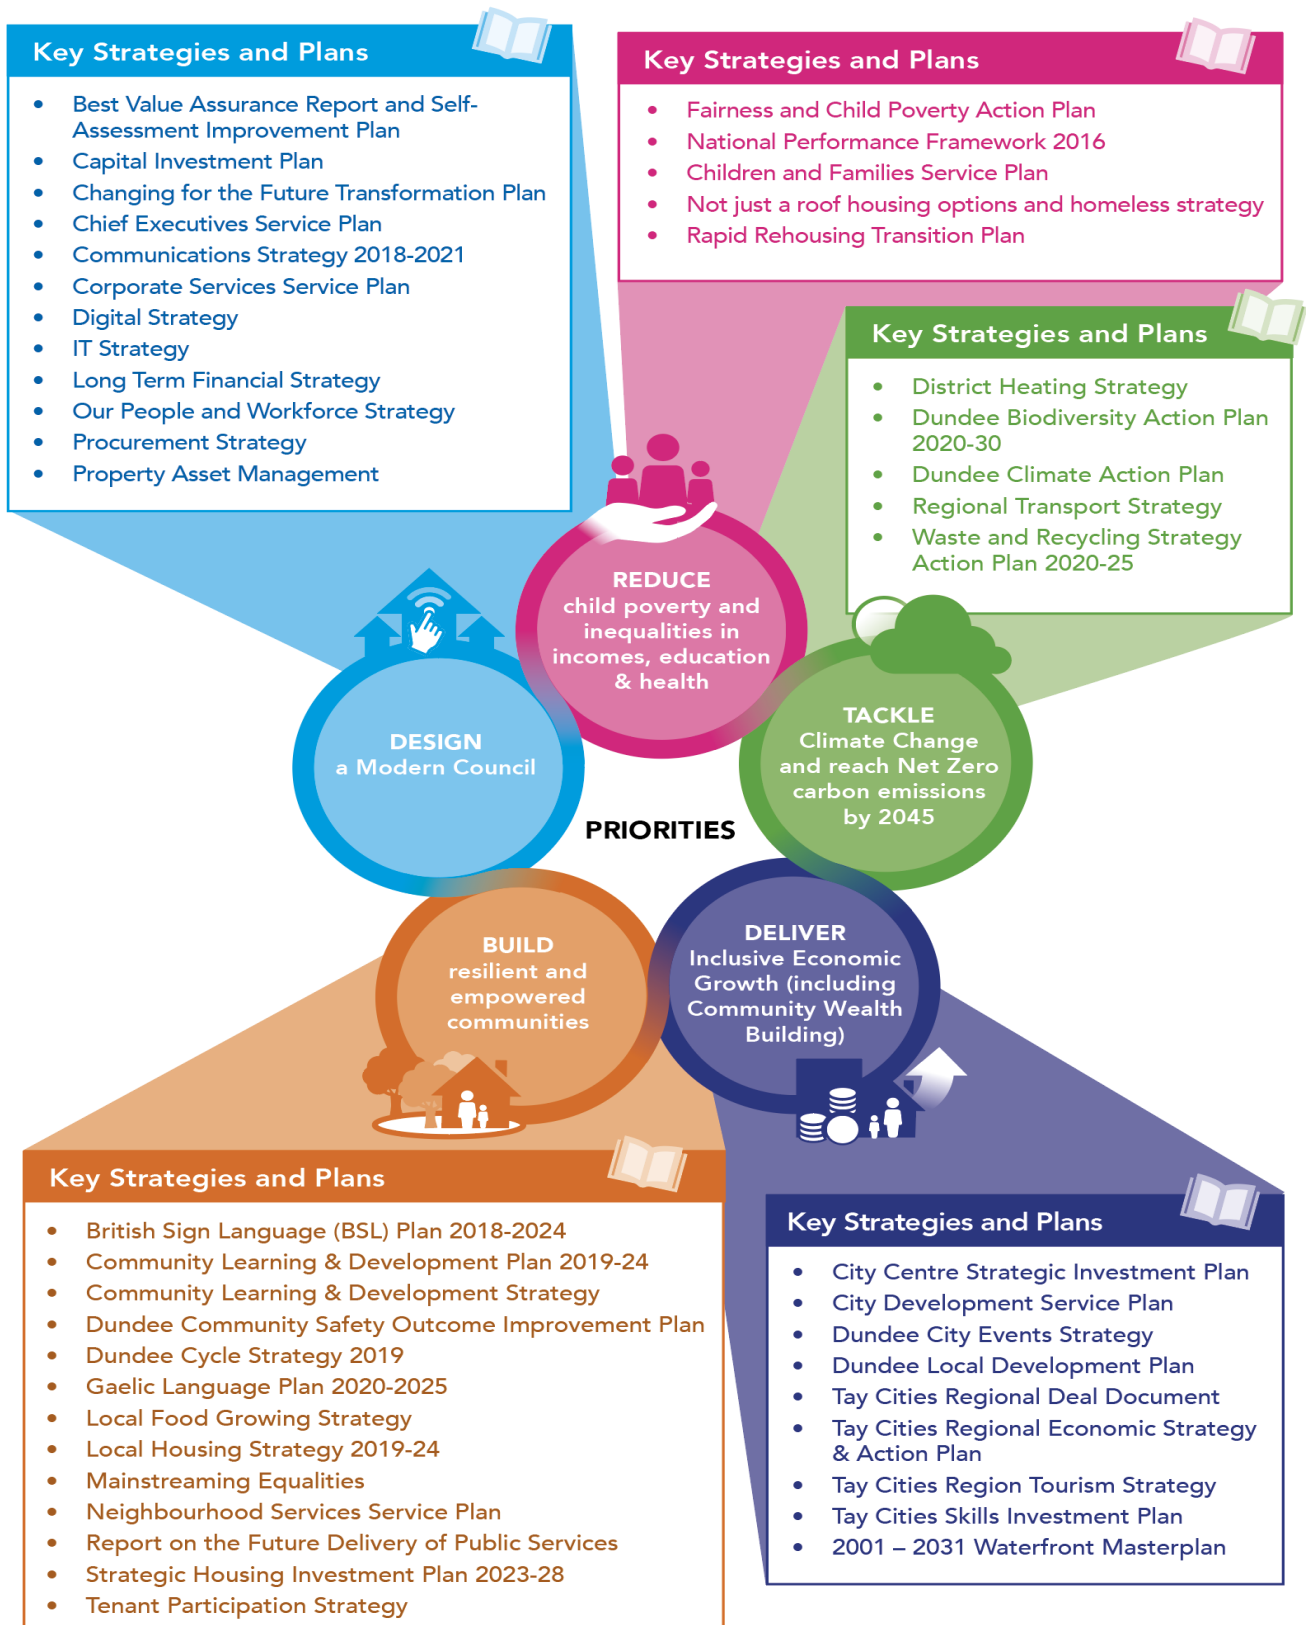 Key Strategies and Plans
• Best Value Assurance Report and Self-
Assessment Improvement Plan
• Capital Investment Plan
• Changing for the Future Transformation Plan
• Chief Executives Service Plan
• Communications Strategy 2018-2021
• Corporate Services Service Plan
• Digital Strategy
• IT Strategy
• Long Term Financial Strategy
• Our People and Workforce Strategy
• Procurement Strategy
• Property Asset Management
Key Strategies and Plans
• Fairness and Child Poverty Action Plan
• National Performance Framework 2016
• Children and Families Service Plan
• Not just a roof housing options and homeless strategy
• Rapid Rehousing Transition Plan
Key Strategies and Plans
• District Heating Strategy
• Dundee Biodiversity Action Plan
2020-30
• Dundee Climate Action Plan
• Regional Transport Strategy
• Waste and Recycling Strategy
Action Plan 2020-25
REDUCE
child poverty and
inequalities in
incomes, education
& health
DESIGN
a Modern Council
TACKLE
Climate Change
and reach Net Zero
carbon emissions
by 2045
PRIORITIES
BUILD
resilient and
empowered
communities
DELIVER
Inclusive Economic
Growth (including
Community Wealth
Building)
Key Strategies and Plans
• British Sign Language (BSL) Plan 2018-2024
• Community Learning & Development Plan 2019-24
• Community Learning & Development Strategy
• Dundee Community Safety Outcome Improvement Plan
• Dundee Cycle Strategy 2019
• Gaelic Language Plan 2020-2025
• Local Food Growing Strategy
• Local Housing Strategy 2019-24
• Mainstreaming Equalities
• Neighbourhood Services Service Plan
• Report on the Future Delivery of Public Services
• Strategic Housing Investment Plan 2023-28
• Tenant Participation Strategy
Key Strategies and Plans
• City Centre Strategic Investment Plan
• City Development Service Plan
• Dundee City Events Strategy
• Dundee Local Development Plan
• Tay Cities Regional Deal Document
• Tay Cities Regional Economic Strategy
& Action Plan
• Tay Cities Region Tourism Strategy
• Tay Cities Skills Investment Plan
• 2001 – 2031 Waterfront Masterplan